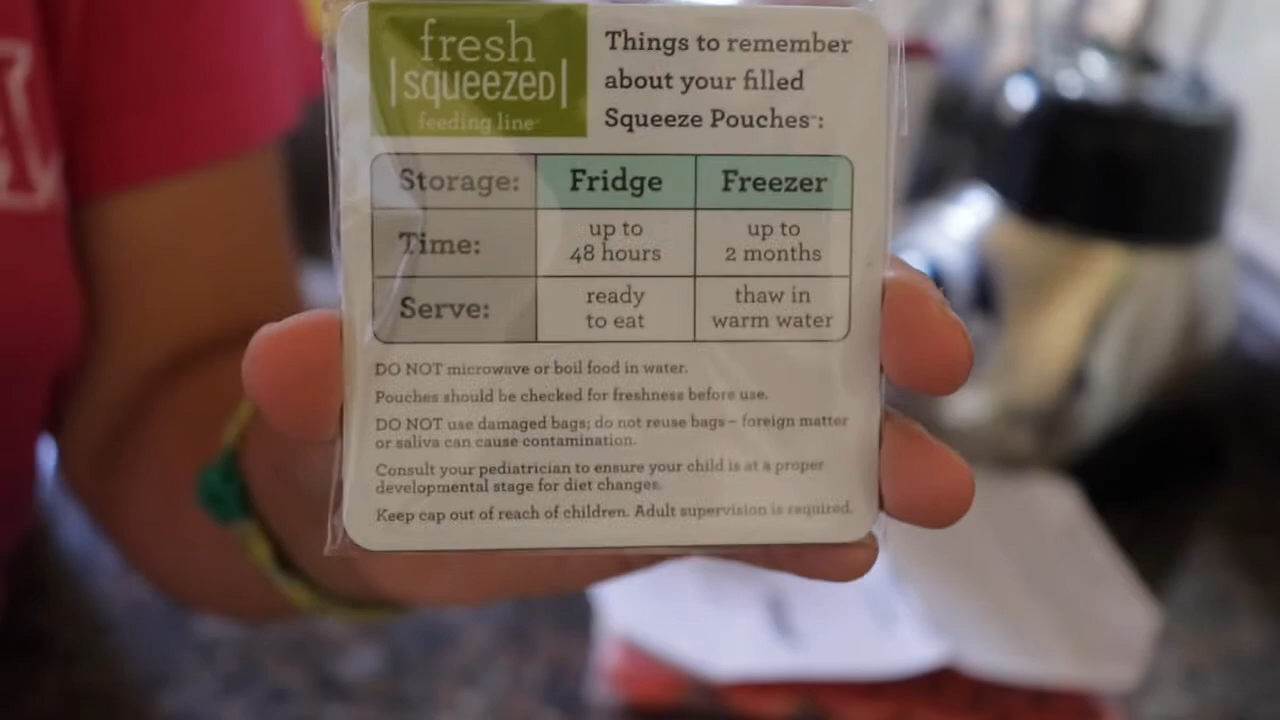 fresh
|squeezed|
feeding line™
Things to remember
about your filled
Squeeze Pouches™:
Storage: Fridge Freezer
Time: up to 48 hours up to 2 months
Serve: ready to eat thaw in warm water
DO NOT microwave or boil food in water.
Pouches should be checked for freshness before use.
DO NOT use damaged bags; do not reuse bags – foreign matter
or saliva can cause contamination.
Consult your pediatrician to ensure your child is at a proper
developmental stage for diet changes.
Keep cap out of reach of children. Adult supervision is required.